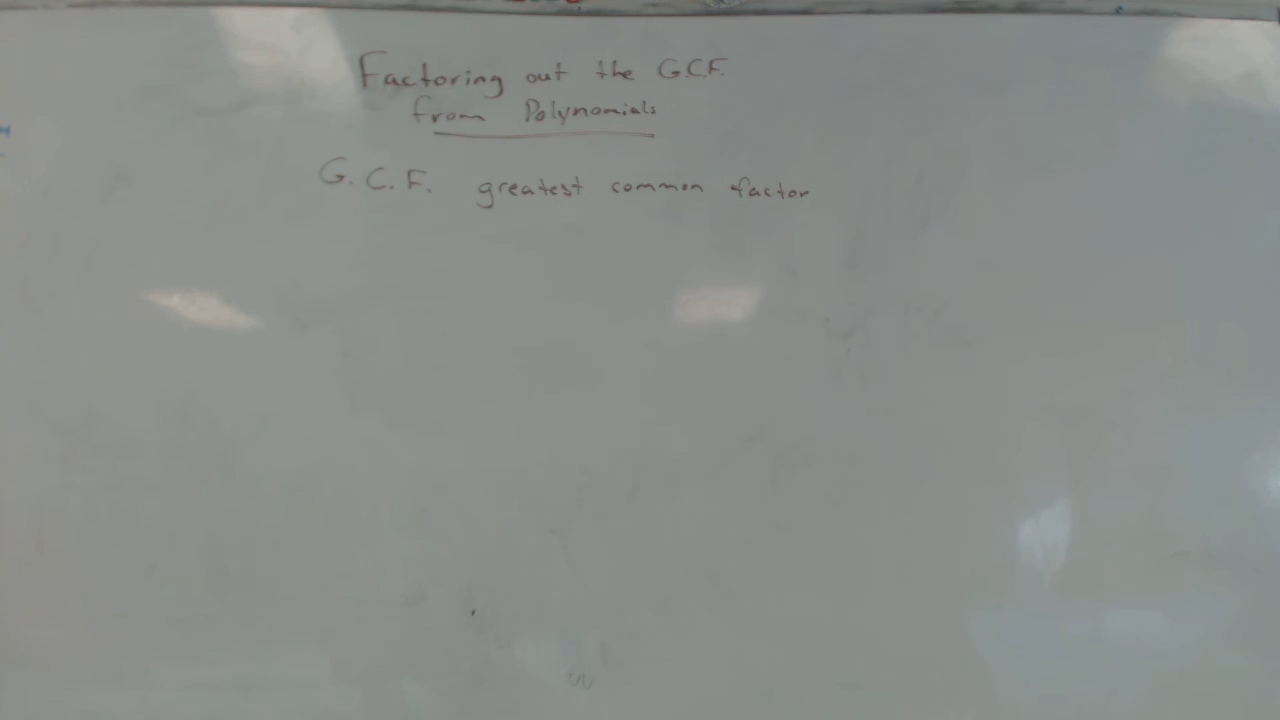 Factoring out the G.C.F.
from Polynomials
G. C. F. greatest common factor